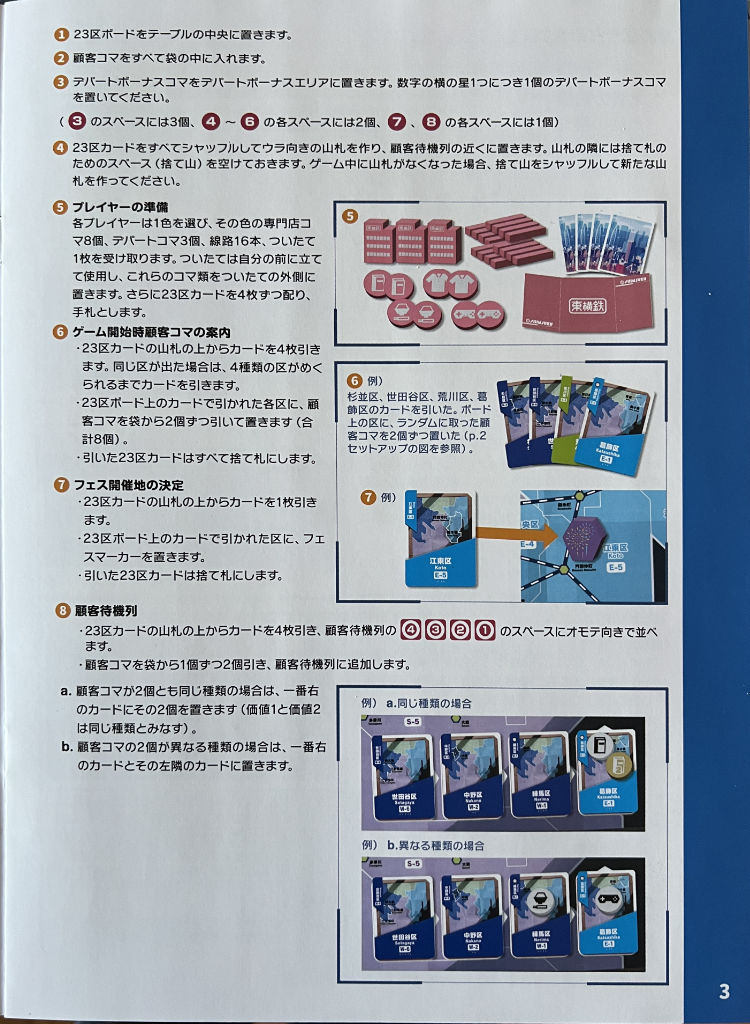 1 23区ボードをテーブルの中央に置きます。
2 顧客コマをすべて袋の中に入れます。
3 デパートボーナスコマをデパートボーナスエリアに置きます。数字の横の星1つにつき1個のデパートボーナスコマ
を置いてください。
( 3 のスペースには3個、4 ～ 6 の各スペースには2個、7 、8 の各スペースには1個)
4 23区カードをすべてシャッフルしてウラ向きの山札を作り、顧客待機列の近くに置きます。山札の隣には捨て札の
ためのスペース（捨て山）を空けておきます。ゲーム中に山札がなくなった場合、捨て山をシャッフルして新たな山
札を作ってください。
5 プレイヤーの準備
各プレイヤーは1色を選び、その色の専門店コ
マ8個、デパートコマ3個、線路16本、ついたて
1枚を受け取ります。ついたては自分の前に立て
て使用し、これらのコマ類をついたての外側に
置きます。さらに23区カードを4枚ずつ配り、
手札とします。
5
東横鉄
6 ゲーム開始時顧客コマの案内
・23区カードの山札の上からカードを4枚引き
ます。同じ区が出た場合は、4種類の区がめく
られるまでカードを引きます。
・23区ボード上のカードで引かれた各区に、顧
客コマを袋から2個ずつ引いて置きます（合
計8個）。
・引いた23区カードはすべて捨て札にします。
6 例）
杉並区、世田谷区、荒川区、葛
飾区のカードを引いた。ボード
上の区に、ランダムに取った顧
客コマを2個ずつ置いた（p.2
セットアップの図を参照）。
葛飾区
Katsushika
E-1
7 フェス開催地の決定
・23区カードの山札の上からカードを1枚引き
ます。
・23区ボード上のカードで引かれた区に、フェ
スマーカーを置きます。
・引いた23区カードは捨て札にします。
7 例）
江東区
Koto
E-5
央区
E-4
江東区
Koto
E-5
8 顧客待機列
・23区カードの山札の上からカードを4枚引き、顧客待機列の 4 3 2 1 のスペースにオモテ向きで並べ
ます。
・顧客コマを袋から1個ずつ2個引き、顧客待機列に追加します。
a. 顧客コマが2個とも同じ種類の場合は、一番右
のカードにその2個を置きます（価値1と価値2
は同じ種類とみなす）。
b. 顧客コマの2個が異なる種類の場合は、一番右
のカードとその左隣のカードに置きます。
例） a.同じ種類の場合
S-5
世田谷区
Setagaya
M-6
中野区
Nakano
M-2
練馬区
Nerima
M-1
葛飾区
Katsushika
E-1
例） b.異なる種類の場合
S-5
世田谷区
Setagaya
M-6
中野区
Nakano
M-2
練馬区
Nerima
M-1
葛飾区
Katsushika
E-1
3